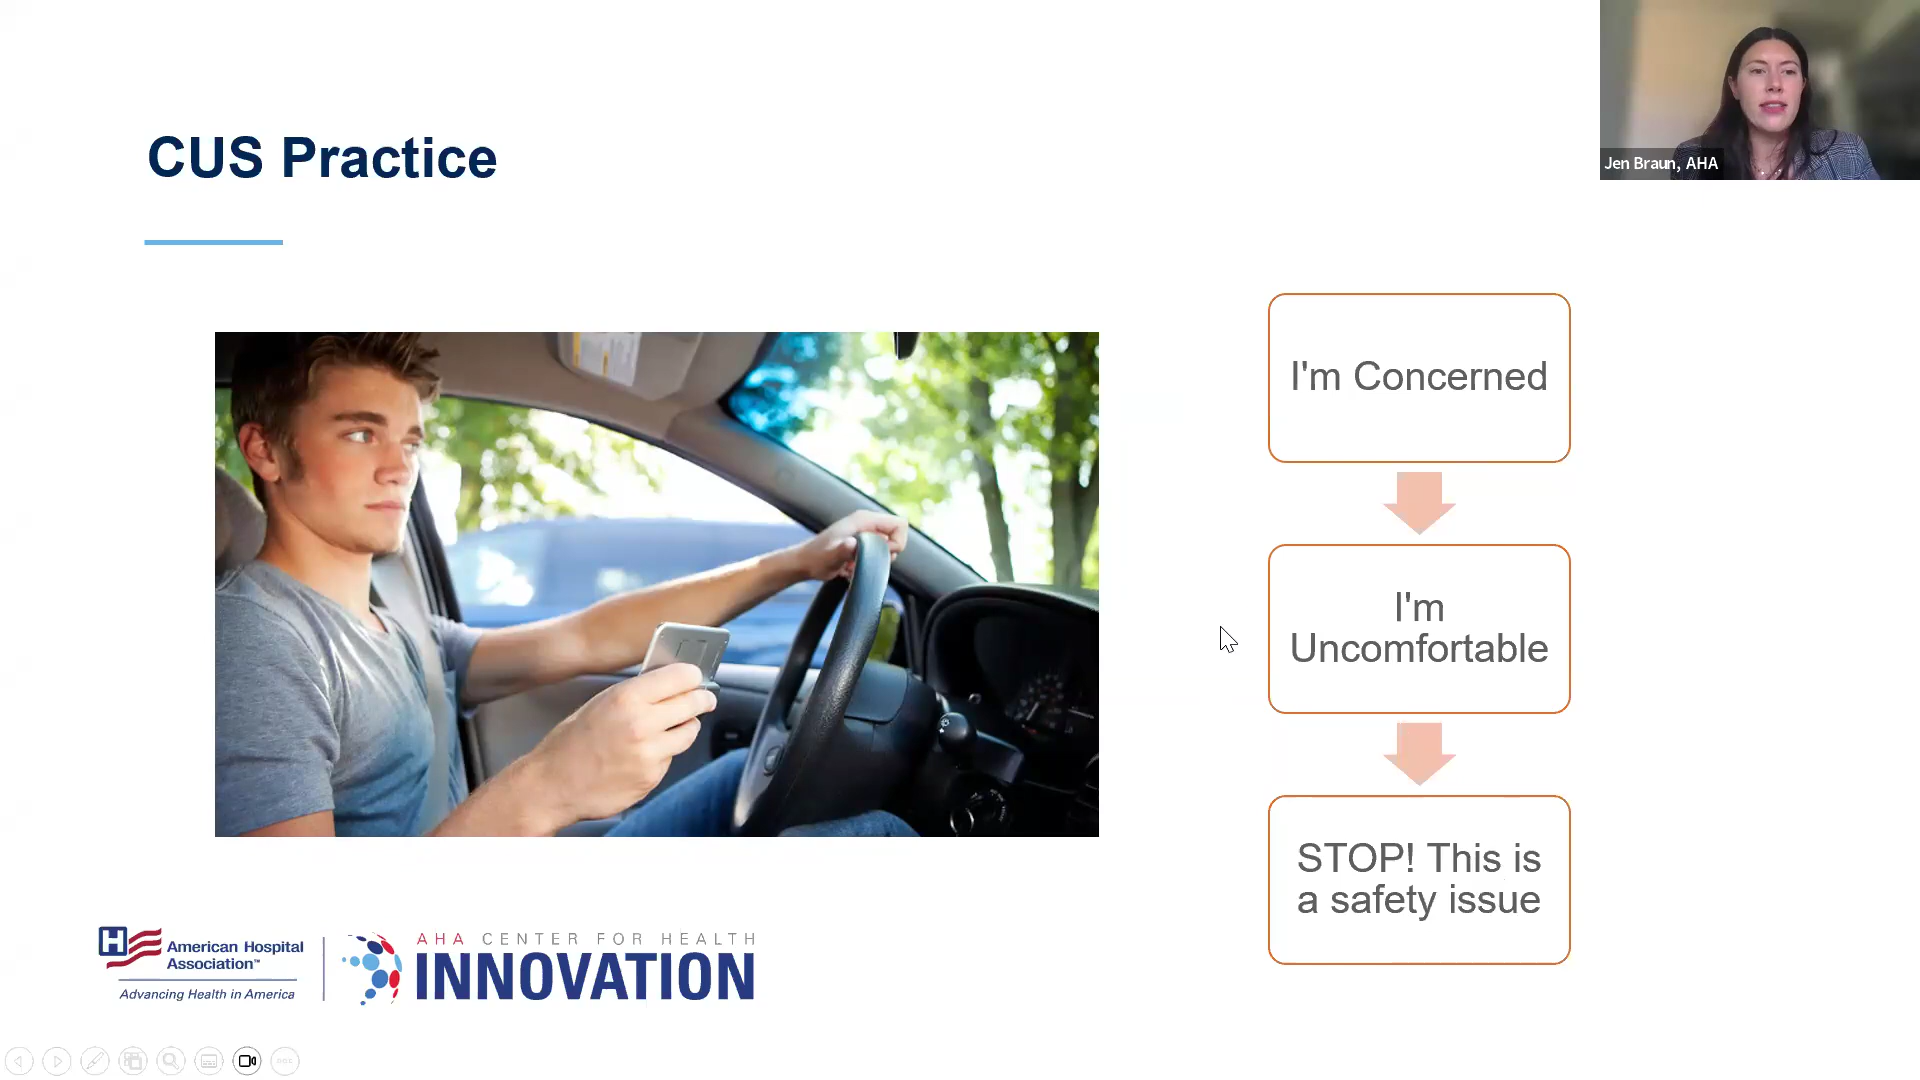 CUS Practice
Jen Braun, AHA
I'm Concerned
I'm
Uncomfortable
STOP! This is
a safety issue
H
American Hospital
Association™
Advancing Health in America
AHA CENTER FOR HEALTH
INNOVATION